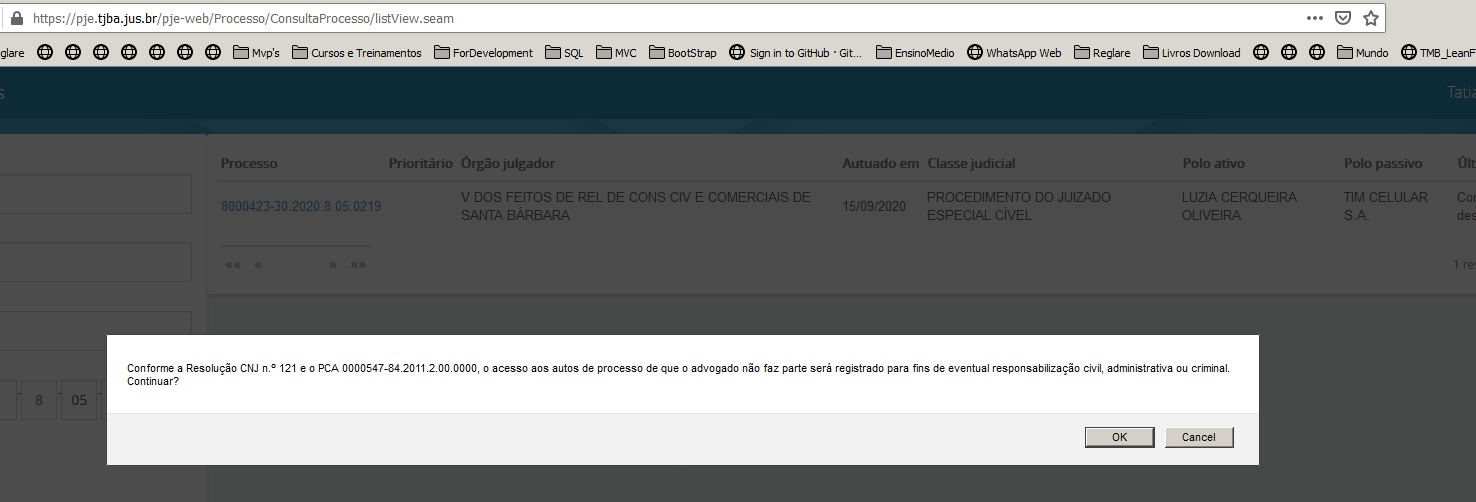 https://pje.tjba.jus.br/pje-web/Processo/ConsultaProcesso/listView.seam
eglare Mvp's Cursos e Treinamentos ForDevelopment SQL MVC BootStrap Sign in to GitHub · Git... EnsinoMedio WhatsApp Web Reglare Livros Download Mundo TMB_LeanF
s Tatia
Processo Prioritário Órgão julgador Autuado em Classe judicial Polo ativo Polo passivo Últ
V DOS FEITOS DE REL DE CONS CIV E COMERCIAIS DE PROCEDIMENTO DO JUIZADO LUZIA CERQUEIRA TIM CELULAR Con
8000423-30.2020.8.05.0219 15/09/2020
SANTA BÁRBARA ESPECIAL CÍVEL OLIVEIRA S.A. des
«« « » »» 1 res
Conforme a Resolução CNJ n.º 121 e o PCA 0000547-84.2011.2.00.0000, o acesso aos autos de processo de que o advogado não faz parte será registrado para fins de eventual responsabilização civil, administrativa ou criminal.
Continuar?
- 8 - 05 -
OK Cancel